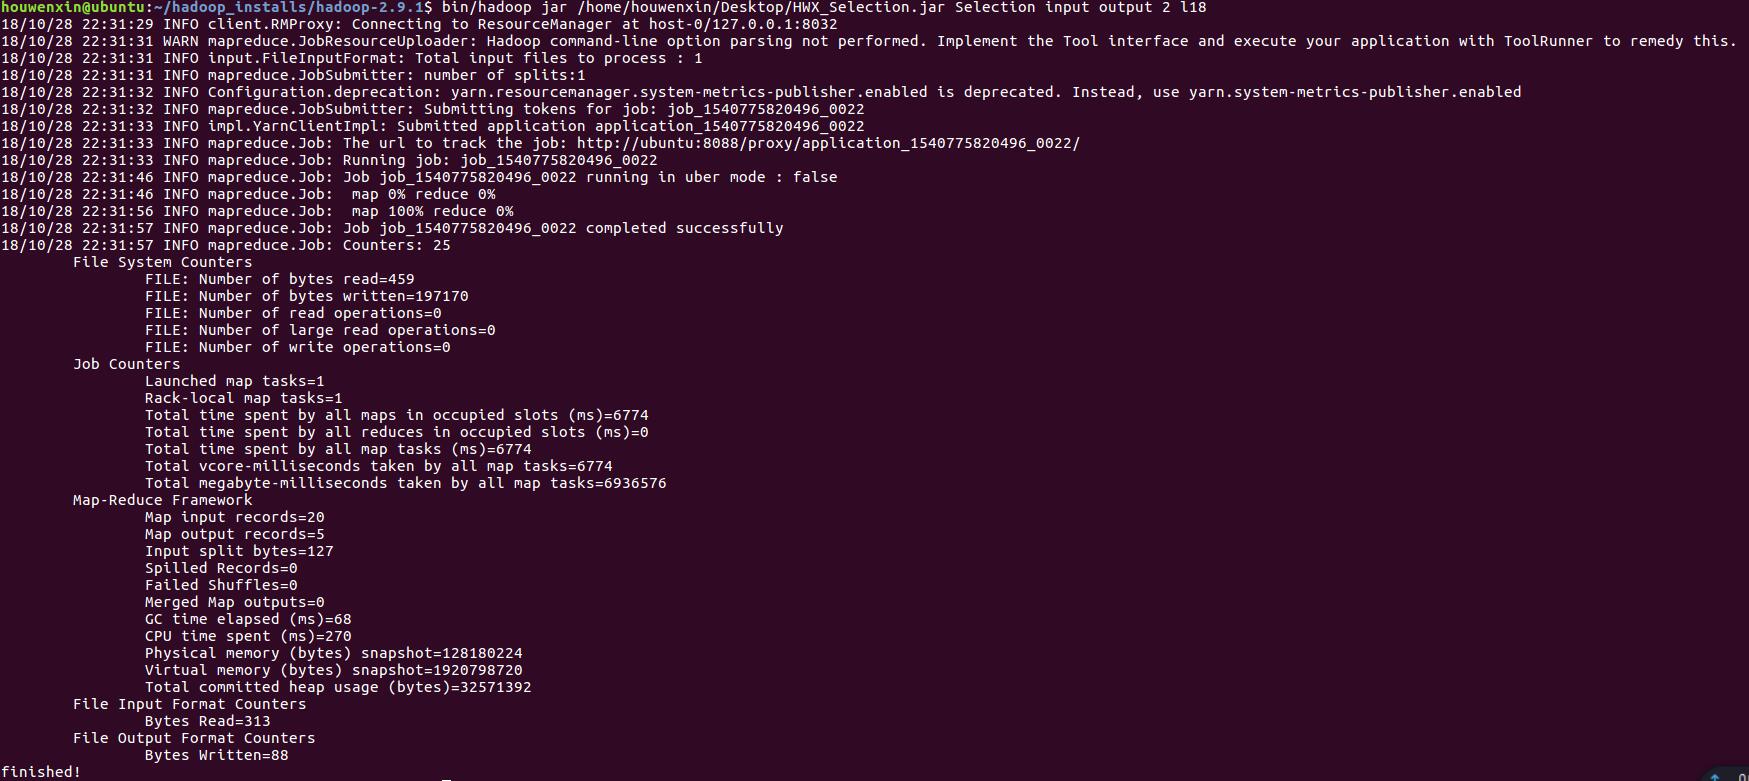 houwenxin@ubuntu:~/hadoop_installs/hadoop-2.9.1$ bin/hadoop jar /home/houwenxin/Desktop/HWX_Selection.jar Selection input output 2 l18
18/10/28 22:31:29 INFO client.RMProxy: Connecting to ResourceManager at host-0/127.0.0.1:8032
18/10/28 22:31:31 WARN mapreduce.JobResourceUploader: Hadoop command-line option parsing not performed. Implement the Tool interface and execute your application with ToolRunner to remedy this.
18/10/28 22:31:31 INFO input.FileInputFormat: Total input files to process : 1
18/10/28 22:31:31 INFO mapreduce.JobSubmitter: number of splits:1
18/10/28 22:31:32 INFO Configuration.deprecation: yarn.resourcemanager.system-metrics-publisher.enabled is deprecated. Instead, use yarn.system-metrics-publisher.enabled
18/10/28 22:31:32 INFO mapreduce.JobSubmitter: Submitting tokens for job: job_1540775820496_0022
18/10/28 22:31:33 INFO impl.YarnClientImpl: Submitted application application_1540775820496_0022
18/10/28 22:31:33 INFO mapreduce.Job: The url to track the job: http://ubuntu:8088/proxy/application_1540775820496_0022/
18/10/28 22:31:33 INFO mapreduce.Job: Running job: job_1540775820496_0022
18/10/28 22:31:46 INFO mapreduce.Job: Job job_1540775820496_0022 running in uber mode : false
18/10/28 22:31:46 INFO mapreduce.Job:  map 0% reduce 0%
18/10/28 22:31:56 INFO mapreduce.Job:  map 100% reduce 0%
18/10/28 22:31:57 INFO mapreduce.Job: Job job_1540775820496_0022 completed successfully
18/10/28 22:31:57 INFO mapreduce.Job: Counters: 25
File System Counters
FILE: Number of bytes read=459
FILE: Number of bytes written=197170
FILE: Number of read operations=0
FILE: Number of large read operations=0
FILE: Number of write operations=0
Job Counters
Launched map tasks=1
Rack-local map tasks=1
Total time spent by all maps in occupied slots (ms)=6774
Total time spent by all reduces in occupied slots (ms)=0
Total time spent by all map tasks (ms)=6774
Total vcore-milliseconds taken by all map tasks=6774
Total megabyte-milliseconds taken by all map tasks=6936576
Map-Reduce Framework
Map input records=20
Map output records=5
Input split bytes=127
Spilled Records=0
Failed Shuffles=0
Merged Map outputs=0
GC time elapsed (ms)=68
CPU time spent (ms)=270
Physical memory (bytes) snapshot=128180224
Virtual memory (bytes) snapshot=1920798720
Total committed heap usage (bytes)=32571392
File Input Format Counters
Bytes Read=313
File Output Format Counters
Bytes Written=88
finished!